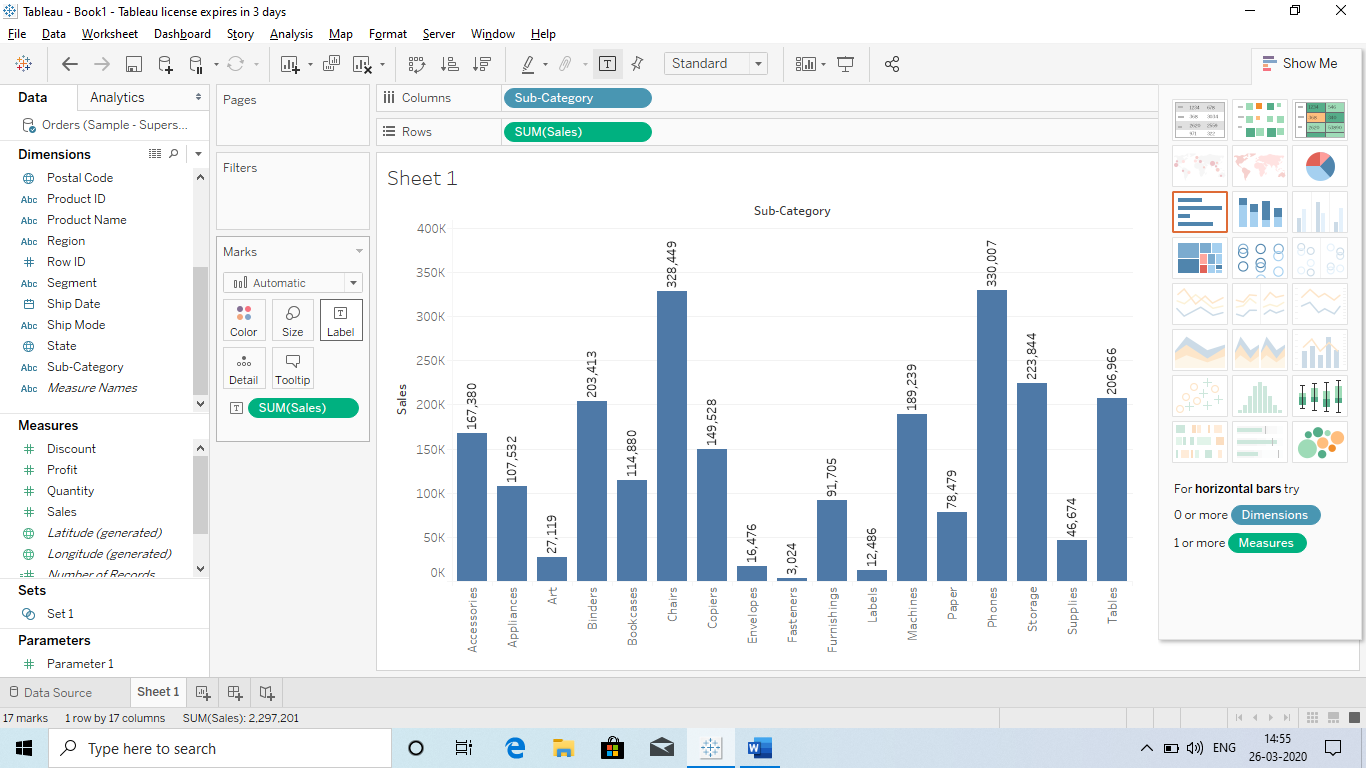 Tableau - Book1 - Tableau license expires in 3 days
File Data Worksheet Dashboard Story Analysis Map Format Server Window Help
Standard
Show Me
Data Analytics
Orders (Sample - Supers...
Dimensions
Postal Code
Abc Product ID
Abc Product Name
Abc Region
Row ID
Abc Segment
Ship Date
Abc Ship Mode
State
Abc Sub-Category
Abc Measure Names
Measures
Discount
Profit
Quantity
Sales
Latitude (generated)
Longitude (generated)
Number of Records
Sets
Set 1
Parameters
Parameter 1
Pages
Filters
Marks
Automatic
Color Size Label
Detail Tooltip
SUM(Sales)
Columns Sub-Category
Rows SUM(Sales)
Sheet 1
Sub-Category
Sales
400K
350K
300K
250K
200K
150K
100K
50K
0K
167,380
107,532
27,119
203,413
114,880
328,449
149,528
16,476
3,024
91,705
12,486
189,239
78,479
330,007
223,844
46,674
206,966
Accessories
Appliances
Art
Binders
Bookcases
Chairs
Copiers
Envelopes
Fasteners
Furnishings
Labels
Machines
Paper
Phones
Storage
Supplies
Tables
For horizontal bars try
0 or more Dimensions
1 or more Measures
Data Source Sheet 1
17 marks 1 row by 17 columns SUM(Sales): 2,297,201
Type here to search
ENG
14:55
26-03-2020